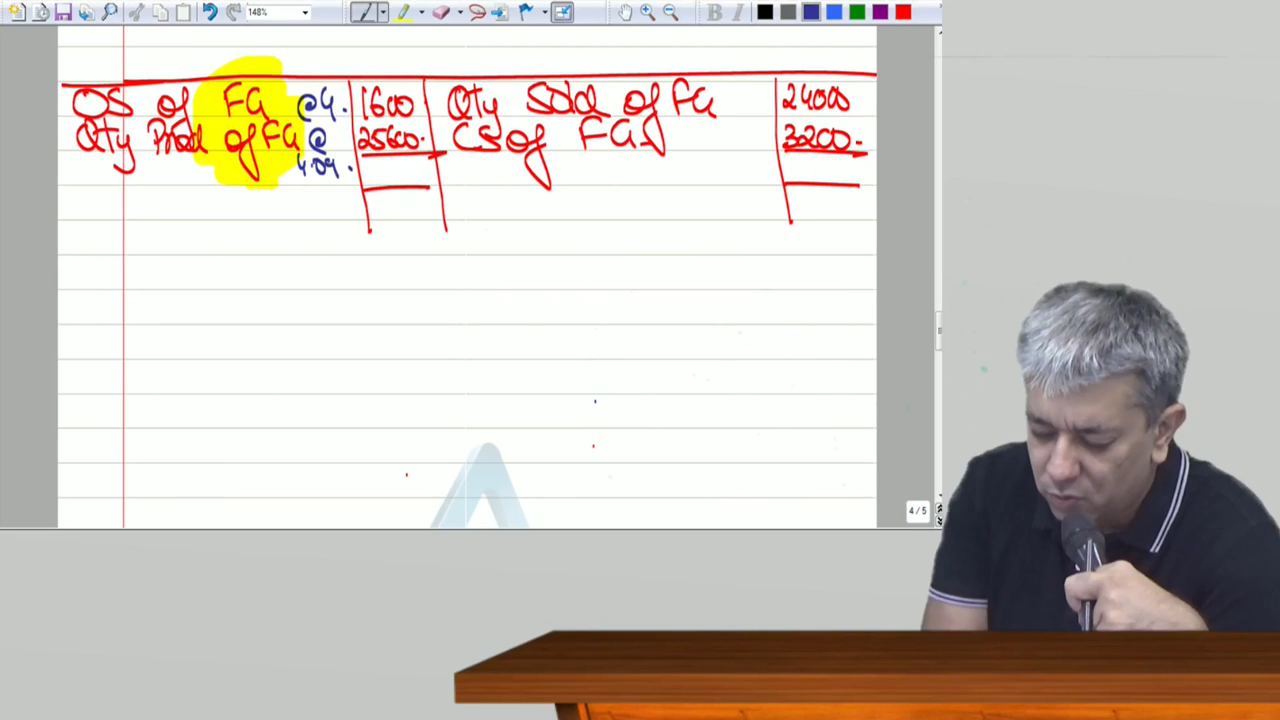 148%
OS of FG @4. 1600 Qty Sold of FG 24000
Qty Prod of FG @ 25600. CS of FG 3200.
4.04.
4 / 5